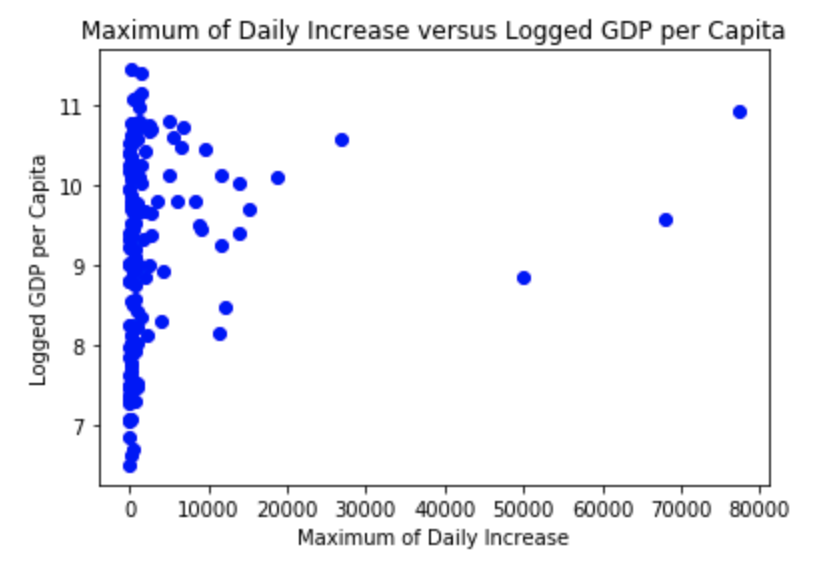 Maximum of Daily Increase versus Logged GDP per Capita
Logged GDP per Capita
11
10
9
8
7
0 10000 20000 30000 40000 50000 60000 70000 80000
Maximum of Daily Increase